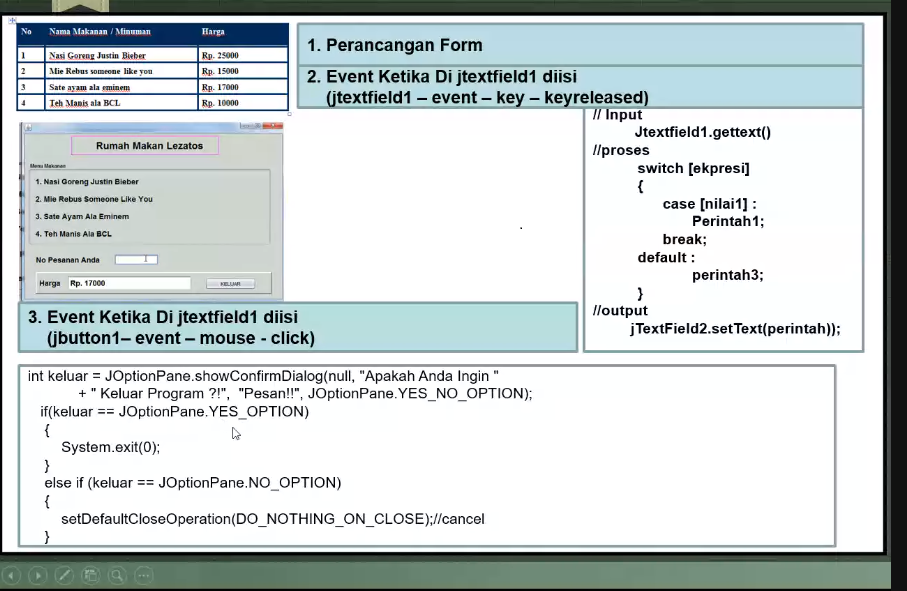 No Nama Makanan / Minuman Harga
1 Nasi Goreng Justin Bieber Rp. 25000
2 Mie Rebus someone like you Rp. 15000
3 Sate ayam ala eminem Rp. 17000
4 Teh Manis ala BCL Rp. 10000
1. Perancangan Form
2. Event Ketika Di jtextfield1 diisi
(jtextfield1 – event – key – keyreleased)
Rumah Makan Lezatos
Menu Makanan
1. Nasi Goreng Justin Bieber
2. Mie Rebus Someone Like You
3. Sate Ayam Ala Eminem
4. Teh Manis Ala BCL
No Pesanan Anda
Harga Rp. 17000 KELUAR
// Input
Jtextfield1.gettext()
//proses
switch [ekpresi]
{
case [nilai1] :
Perintah1;
break;
default :
perintah3;
}
//output
jTextField2.setText(perintah));
3. Event Ketika Di jtextfield1 diisi
(jbutton1– event – mouse - click)
int keluar = JOptionPane.showConfirmDialog(null, "Apakah Anda Ingin "
+ " Keluar Program ?!", "Pesan!!", JOptionPane.YES_NO_OPTION);
if(keluar == JOptionPane.YES_OPTION)
{
System.exit(0);
}
else if (keluar == JOptionPane.NO_OPTION)
{
setDefaultCloseOperation(DO_NOTHING_ON_CLOSE);//cancel
}